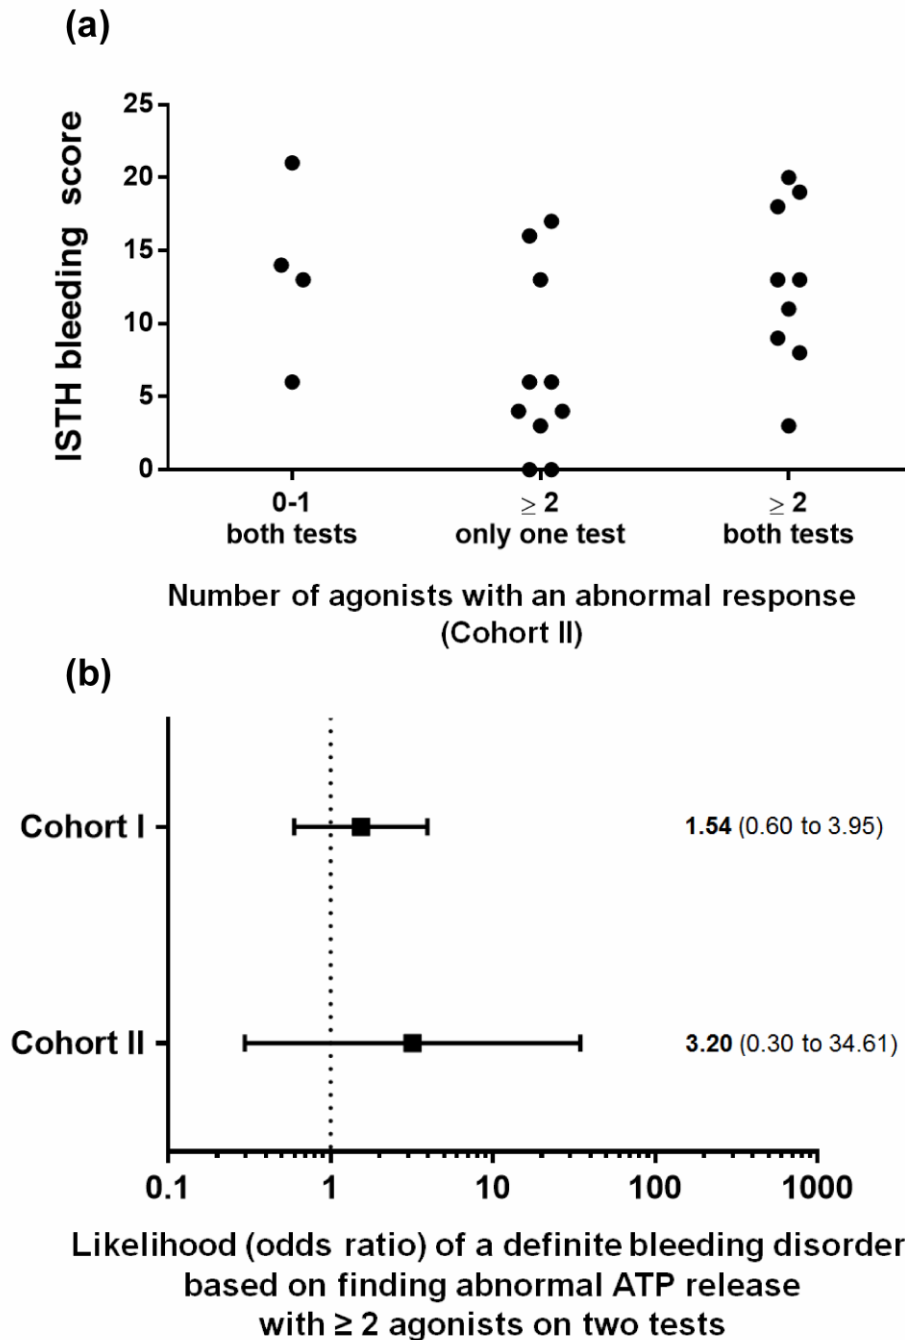 (a)
25
20
15
10
5
0
ISTH bleeding score
0-1
both tests
≥ 2
only one test
≥ 2
both tests
Number of agonists with an abnormal response
(Cohort II)
(b)
Cohort I
1.54 (0.60 to 3.95)
Cohort II
3.20 (0.30 to 34.61)
0.1 1 10 100 1000
Likelihood (odds ratio) of a definite bleeding disorder
based on finding abnormal ATP release
with ≥ 2 agonists on two tests